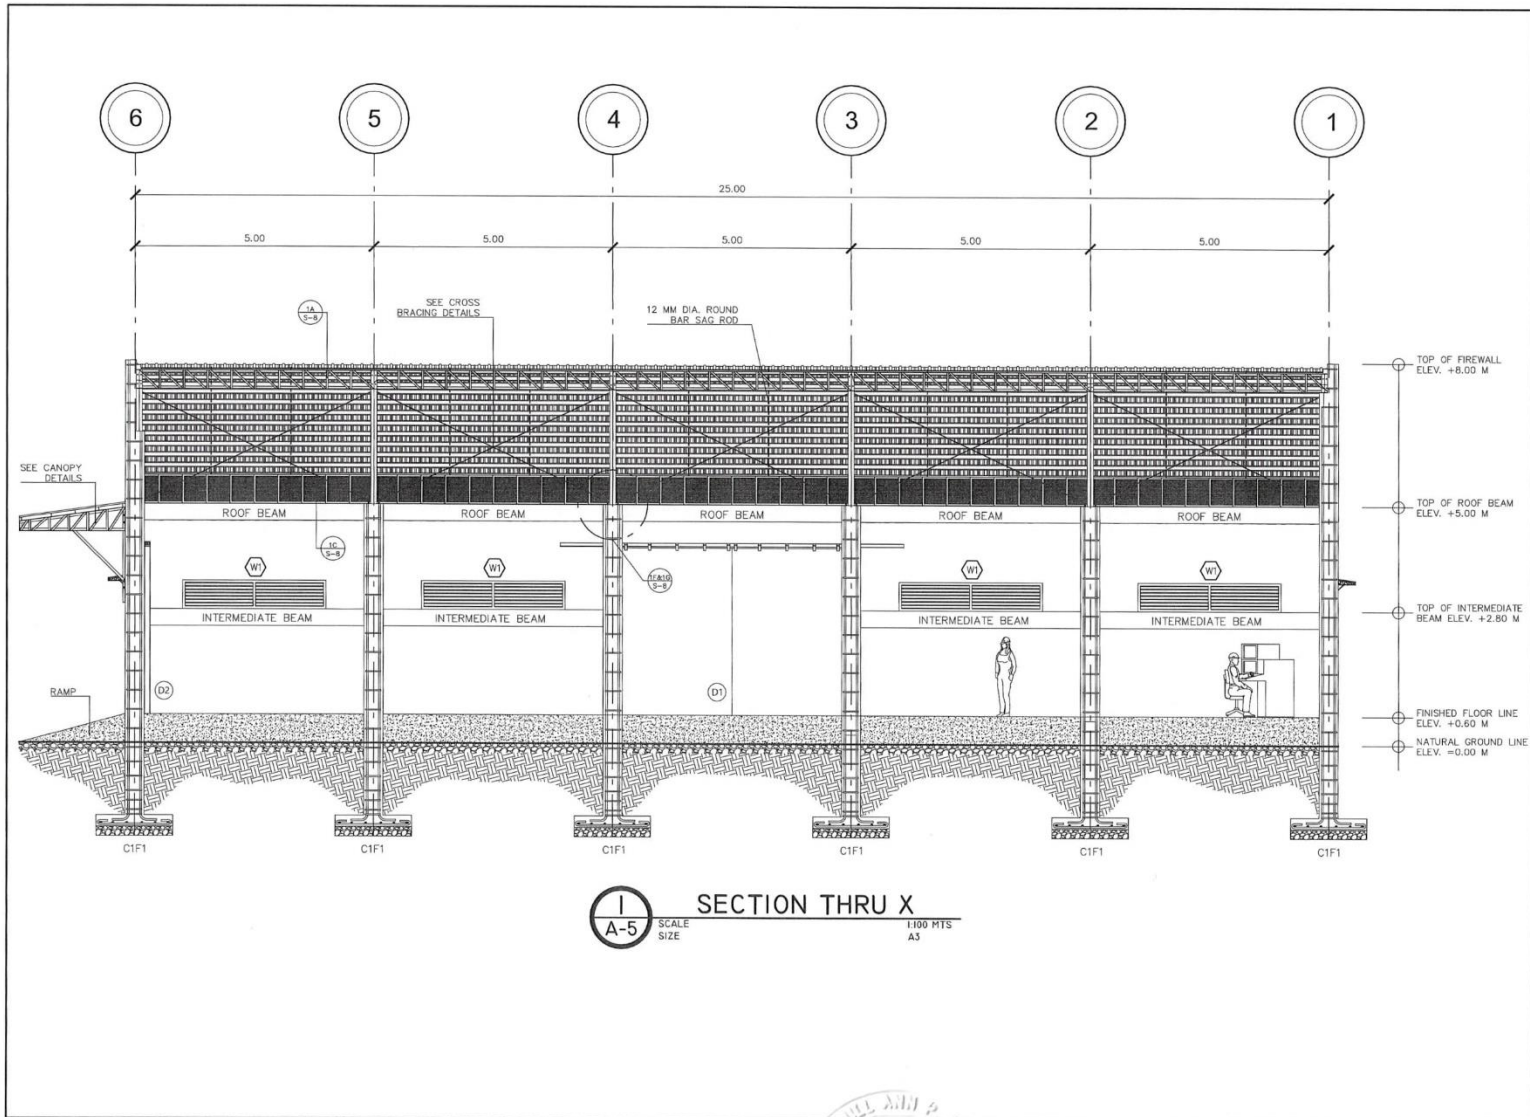 6 5 4 3 2 1
25.00
5.00 5.00 5.00 5.00 5.00
1A
S-8
SEE CROSS
BRACING DETAILS
12 MM DIA. ROUND
BAR SAG ROD
TOP OF FIREWALL
ELEV. +8.00 M
SEE CANOPY
DETAILS
TOP OF ROOF BEAM
ELEV. +5.00 M
ROOF BEAM ROOF BEAM ROOF BEAM ROOF BEAM ROOF BEAM
1C
S-8
W1 W1 W1 W1
S-8
TOP OF INTERMEDIATE
BEAM ELEV. +2.80 M
INTERMEDIATE BEAM INTERMEDIATE BEAM INTERMEDIATE BEAM INTERMEDIATE BEAM
RAMP
D2 D1
FINISHED FLOOR LINE
ELEV. +0.60 M
NATURAL GROUND LINE
ELEV. =0.00 M
C1F1 C1F1 C1F1 C1F1 C1F1 C1F1
1
A-5
SECTION THRU X
SCALE 1:100 MTS
SIZE A3